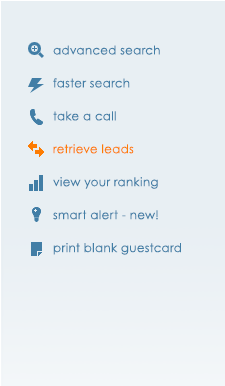 advanced search
faster search
take a call
retrieve leads
view your ranking
smart alert - new!
print blank guestcard